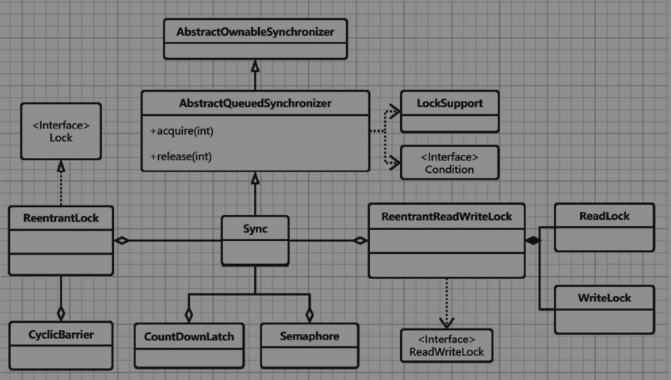 AbstractOwnableSynchronizer
AbstractQueuedSynchronizer
+acquire(int)
+release(int)
LockSupport
<Interface>
Condition
<Interface>
Lock
ReentrantLock
Sync
ReentrantReadWriteLock
ReadLock
WriteLock
CyclicBarrier
CountDownLatch
Semaphore
<Interface>
ReadWriteLock